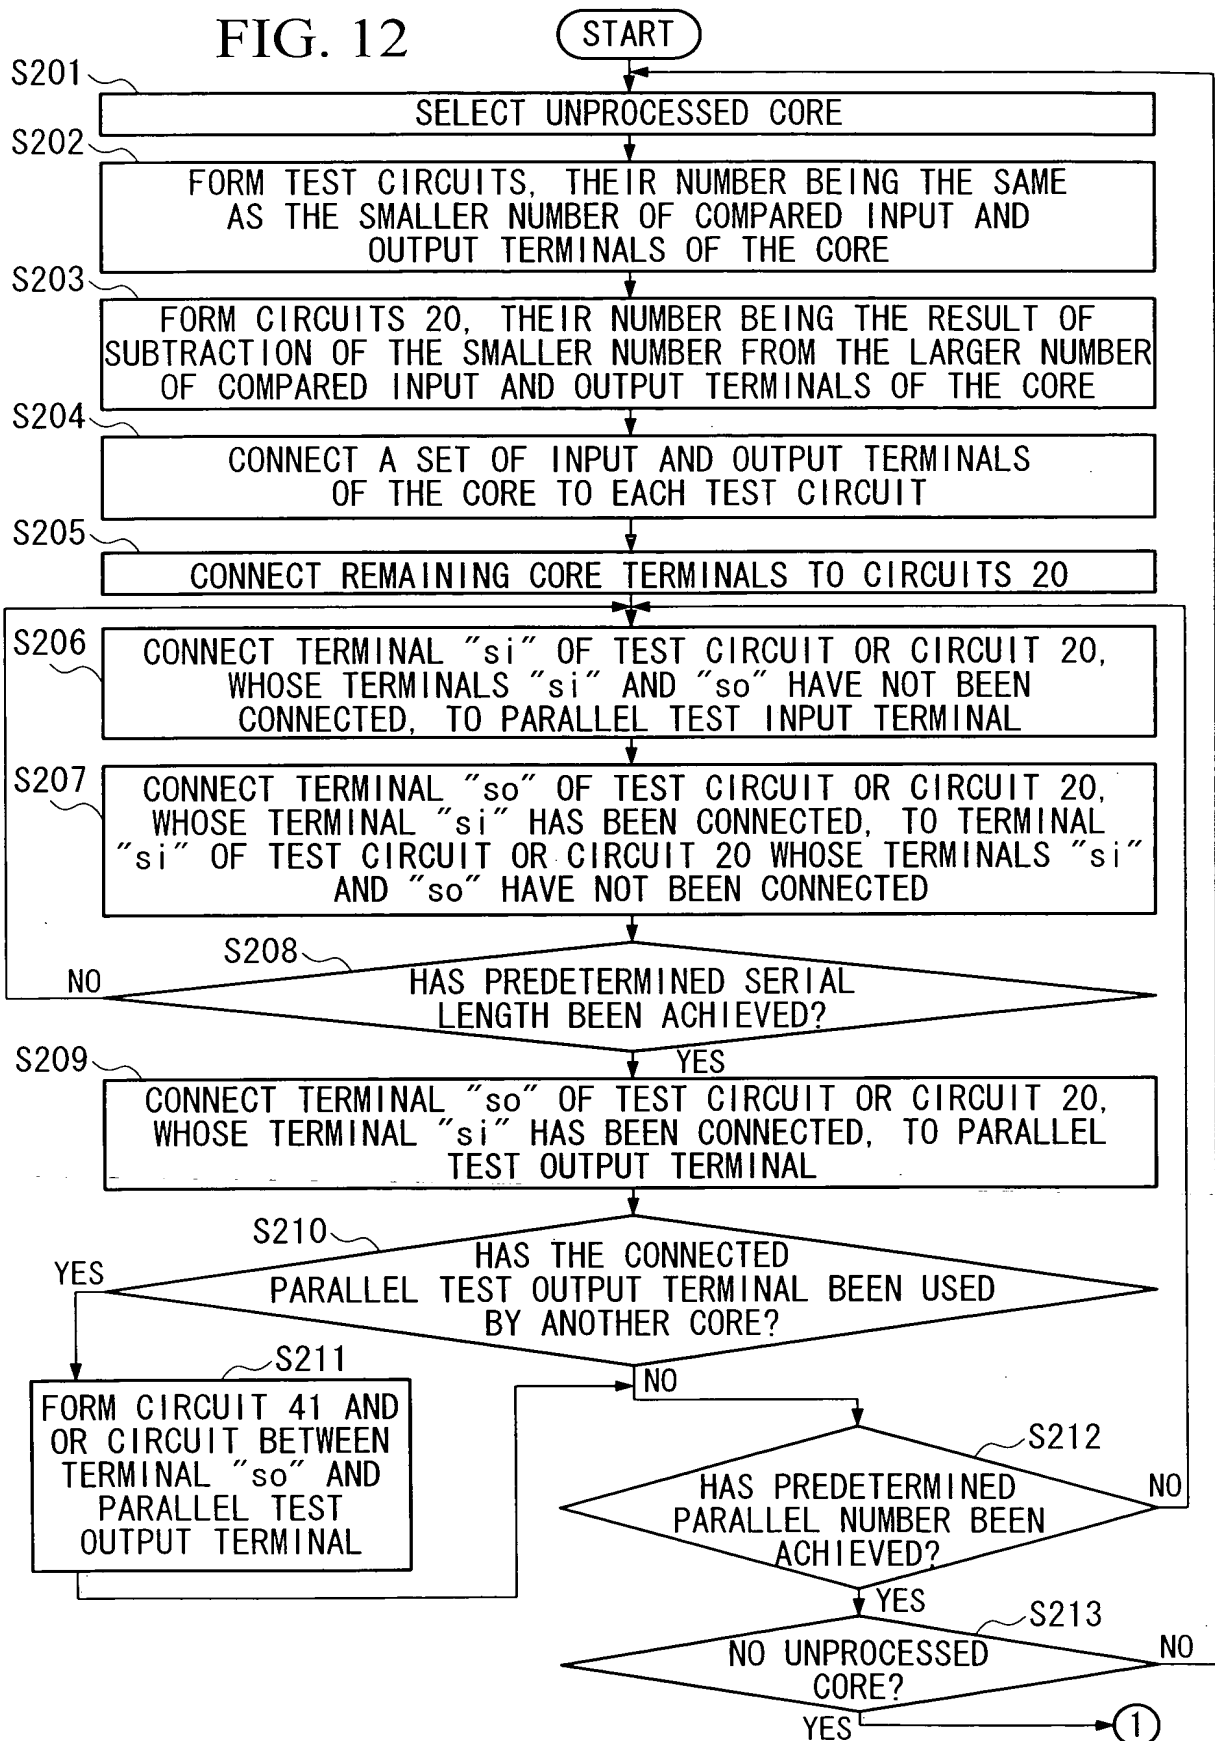 FIG. 12
START
S201
SELECT UNPROCESSED CORE
S202
FORM TEST CIRCUITS, THEIR NUMBER BEING THE SAME
AS THE SMALLER NUMBER OF COMPARED INPUT AND
OUTPUT TERMINALS OF THE CORE
S203
FORM CIRCUITS 20, THEIR NUMBER BEING THE RESULT OF
SUBTRACTION OF THE SMALLER NUMBER FROM THE LARGER NUMBER
OF COMPARED INPUT AND OUTPUT TERMINALS OF THE CORE
S204
CONNECT A SET OF INPUT AND OUTPUT TERMINALS
OF THE CORE TO EACH TEST CIRCUIT
S205
CONNECT REMAINING CORE TERMINALS TO CIRCUITS 20
S206
CONNECT TERMINAL "si" OF TEST CIRCUIT OR CIRCUIT 20,
WHOSE TERMINALS "si" AND "so" HAVE NOT BEEN
CONNECTED, TO PARALLEL TEST INPUT TERMINAL
S207
CONNECT TERMINAL "so" OF TEST CIRCUIT OR CIRCUIT 20,
WHOSE TERMINAL "si" HAS BEEN CONNECTED, TO TERMINAL
"si" OF TEST CIRCUIT OR CIRCUIT 20 WHOSE TERMINALS "si"
AND "so" HAVE NOT BEEN CONNECTED
S208
NO
HAS PREDETERMINED SERIAL
LENGTH BEEN ACHIEVED?
YES
S209
CONNECT TERMINAL "so" OF TEST CIRCUIT OR CIRCUIT 20,
WHOSE TERMINAL "si" HAS BEEN CONNECTED, TO PARALLEL
TEST OUTPUT TERMINAL
S210
YES
HAS THE CONNECTED
PARALLEL TEST OUTPUT TERMINAL BEEN USED
BY ANOTHER CORE?
NO
S211
FORM CIRCUIT 41 AND
OR CIRCUIT BETWEEN
TERMINAL "so" AND
PARALLEL TEST
OUTPUT TERMINAL
S212
HAS PREDETERMINED
PARALLEL NUMBER BEEN
ACHIEVED?
NO
YES
S213
NO UNPROCESSED
CORE?
NO
YES
1